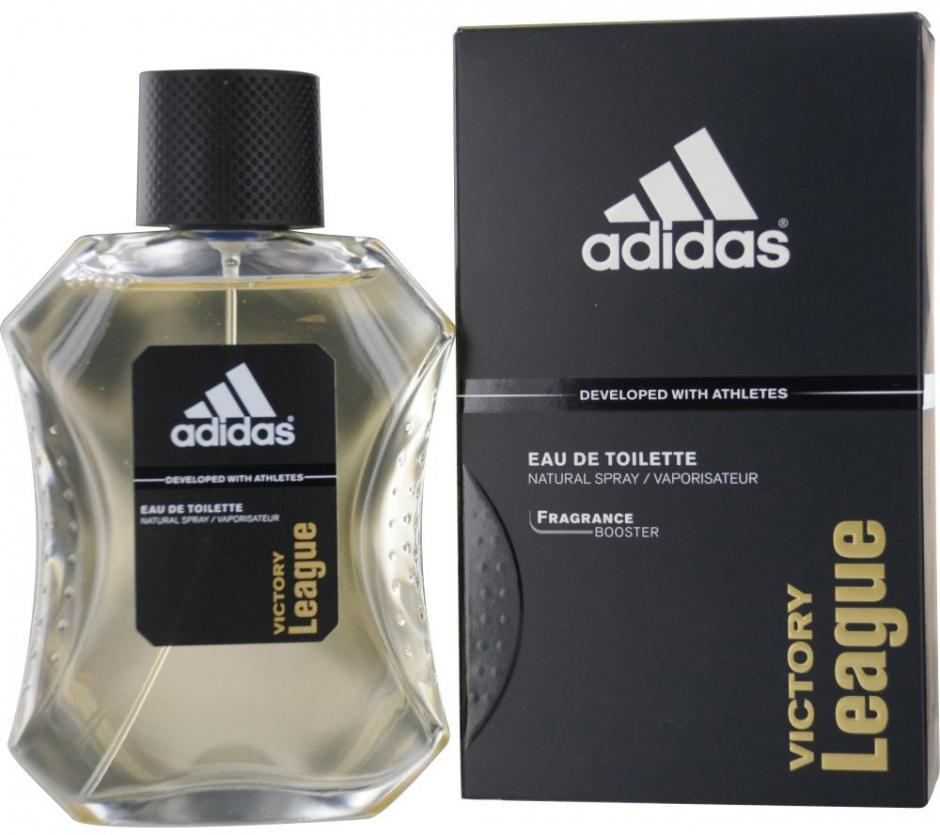 adidas®
DEVELOPED WITH ATHLETES
EAU DE TOILETTE
NATURAL SPRAY / VAPORISATEUR
VICTORY
League
adidas®
DEVELOPED WITH ATHLETES
EAU DE TOILETTE
NATURAL SPRAY / VAPORISATEUR
FRAGRANCE
BOOSTER
VICTORY
League